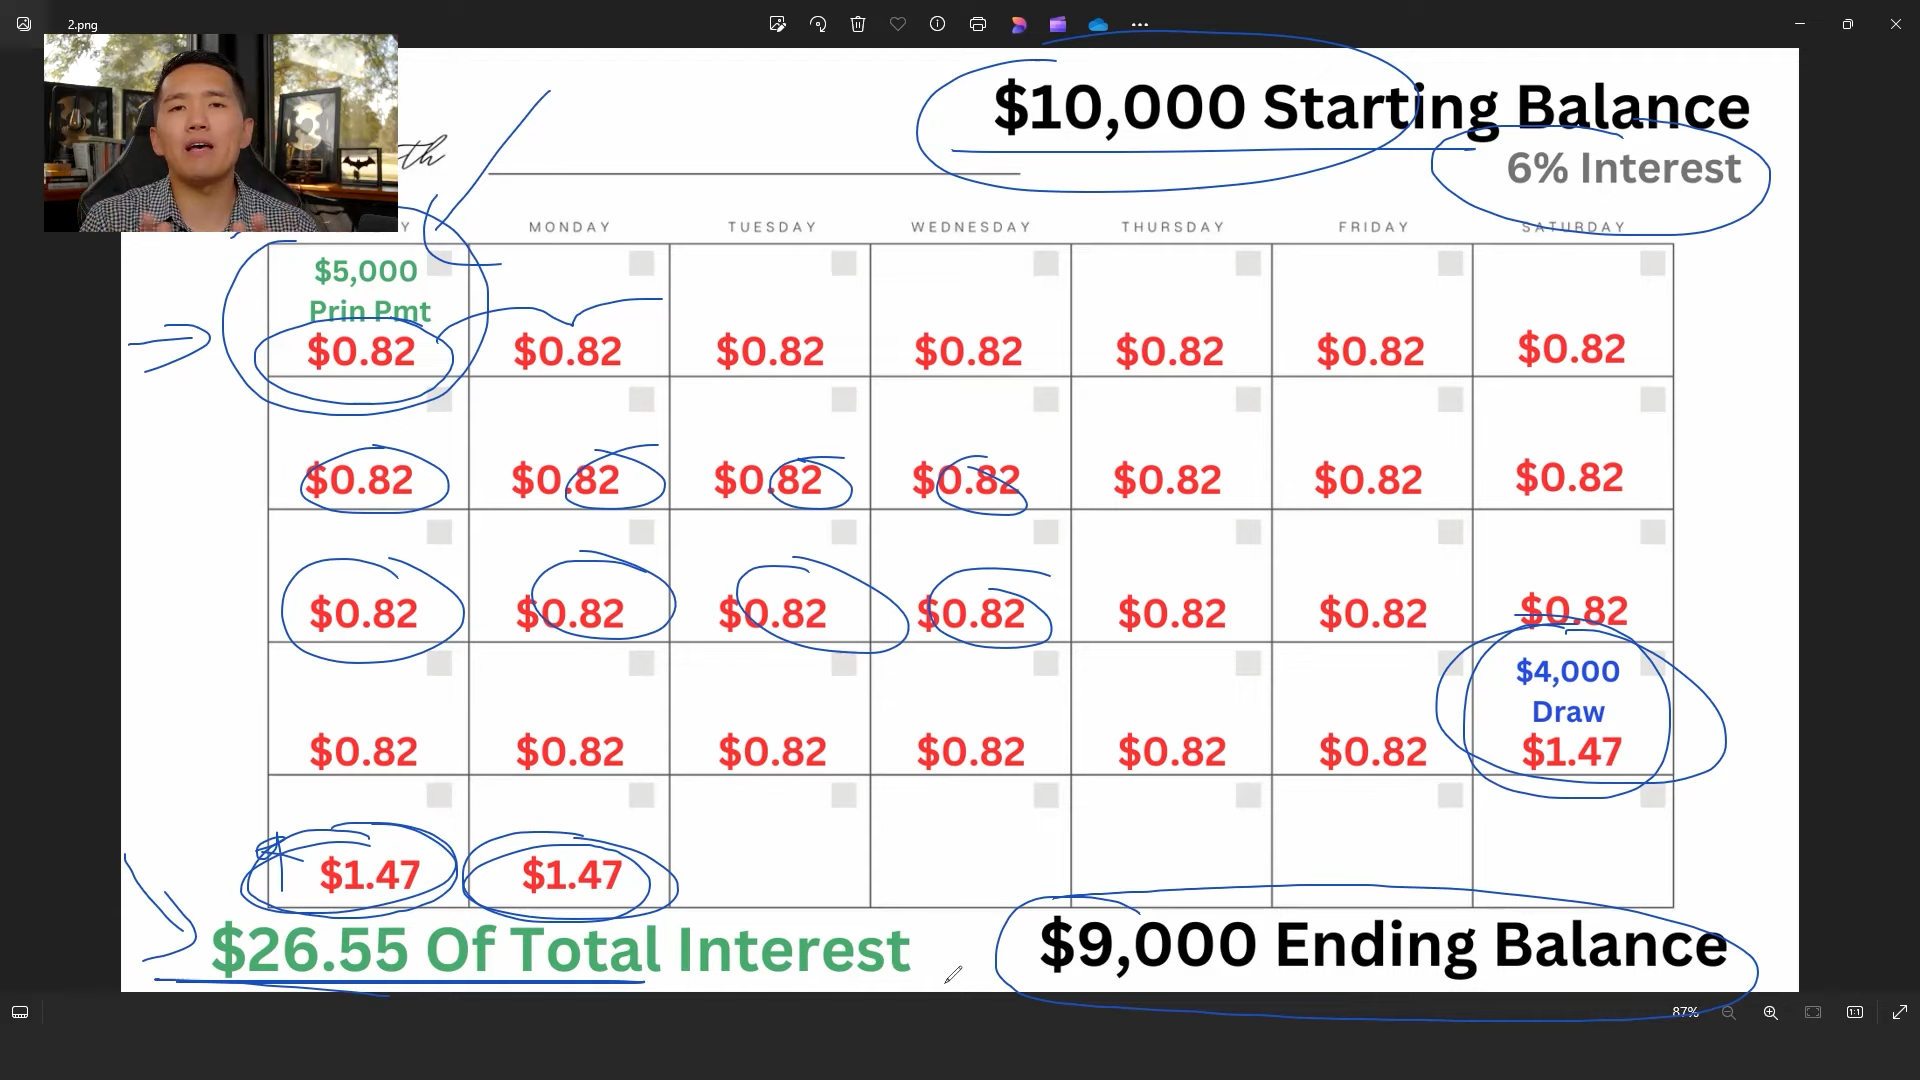 2.png
$10,000 Starting Balance
6% Interest
th
Y MONDAY TUESDAY WEDNESDAY THURSDAY FRIDAY SATURDAY
$5,000
Prin Pmt
$0.82 $0.82 $0.82 $0.82 $0.82 $0.82 $0.82
$0.82 $0.82 $0.82 $0.82 $0.82 $0.82 $0.82
$0.82 $0.82 $0.82 $0.82 $0.82 $0.82 $0.82
$4,000
Draw
$0.82 $0.82 $0.82 $0.82 $0.82 $0.82 $1.47
$1.47 $1.47
$26.55 Of Total Interest
$9,000 Ending Balance
87%
1:1